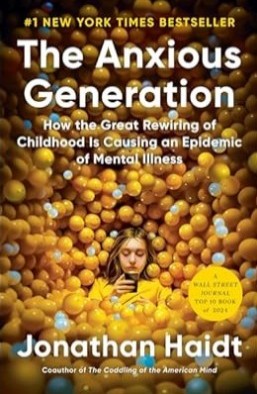 #1 NEW YORK TIMES BESTSELLER
The Anxious
Generation
How the Great Rewiring of
Childhood Is Causing an Epidemic
of Mental Illness
A
WALL STREET
JOURNAL
TOP 10 BOOK
of 2024
Jonathan Haidt
Coauthor of The Coddling of the American Mind